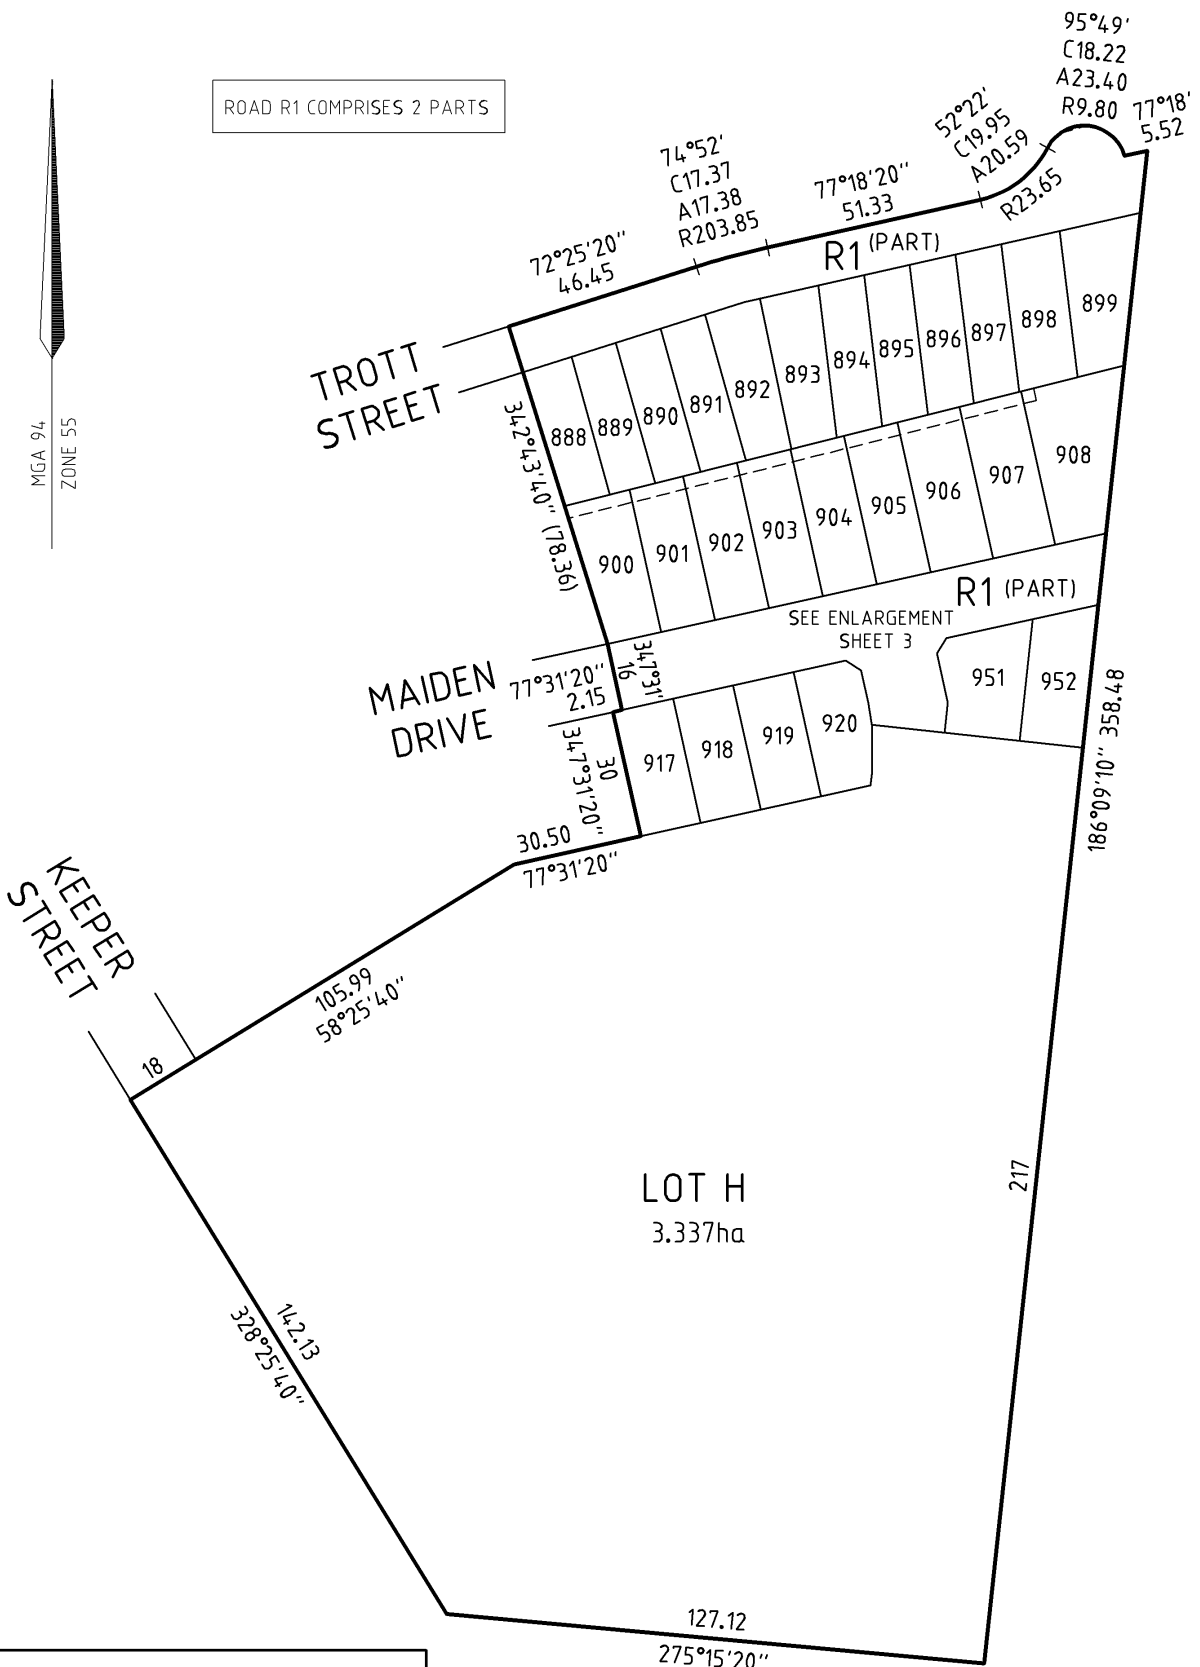 95°49'
C18.22
A23.40
R9.80
77°18'
5.52
ROAD R1 COMPRISES 2 PARTS
52°22'
C19.95
A20.59
R23.65
74°52'
C17.37
A17.38
R203.85
77°18'20"
51.33
72°25'20"
46.45
R1 (PART)
TROTT
STREET
MGA 94
ZONE 55
888
889
890
891
892
893
894
895
896
897
898
899
342°43'40" (78.36)
900
901
902
903
904
905
906
907
908
R1 (PART)
SEE ENLARGEMENT
SHEET 3
MAIDEN
DRIVE
77°31'20"
2.15
347°31'
16
951
952
917
918
919
920
30
347°31'20"
186°09'10" 358.48
30.50
77°31'20"
KEEPER
STREET
105.99
58°25'40"
18
217
LOT H
3.337ha
142.13
328°25'40"
127.12
275°15'20"